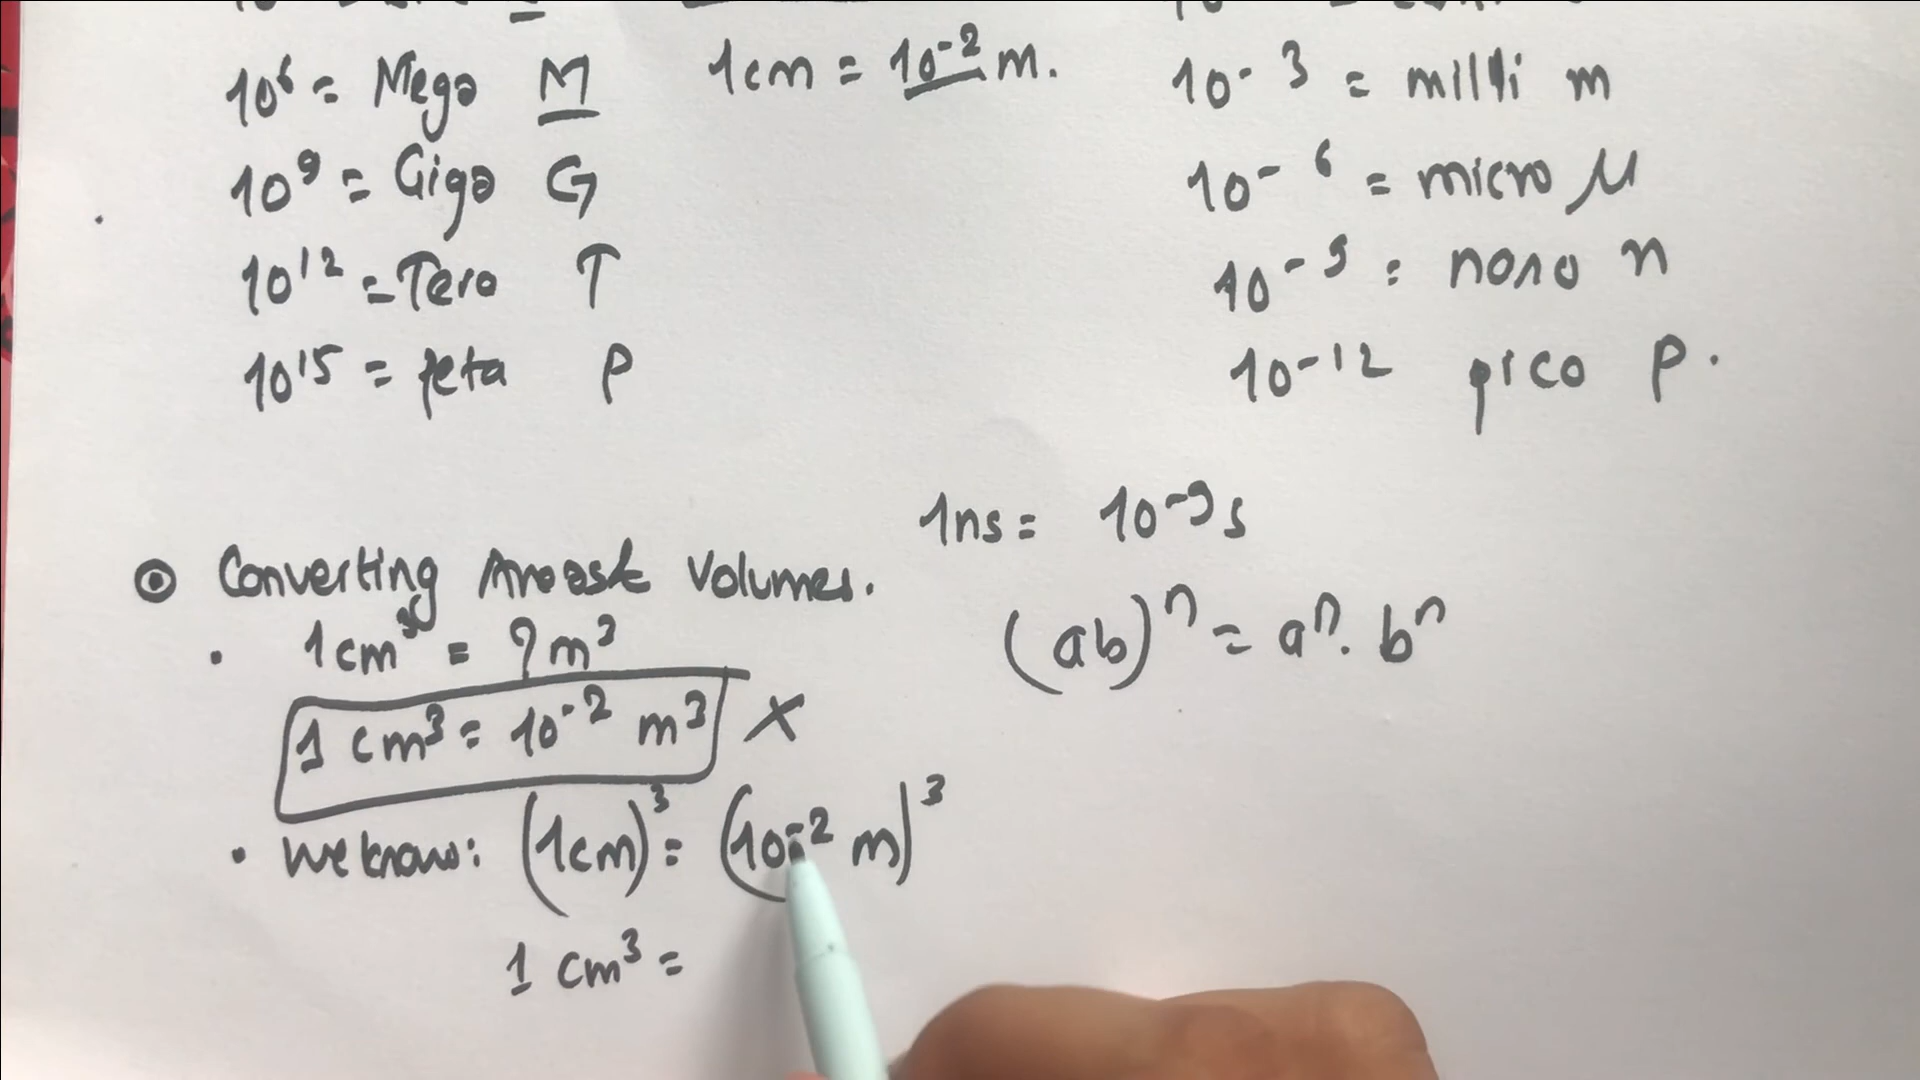 10⁶ = Mega M
10⁹ = Giga G
10¹² = Tera T
10¹⁵ = peta P
1cm = 10⁻² m.
10⁻³ = milli m
10⁻⁶ = micro μ
10⁻⁹ = nano n
10⁻¹² pico p.
1ns = 10⁻⁹ s
(ab)ⁿ = aⁿ. bⁿ
⊙ Converting Areas & Volumes.
• 1cm³ = ? m³
1 cm³ = 10⁻² m³ X
• We know: (1cm)³ = (10⁻² m)³
1 cm³ =